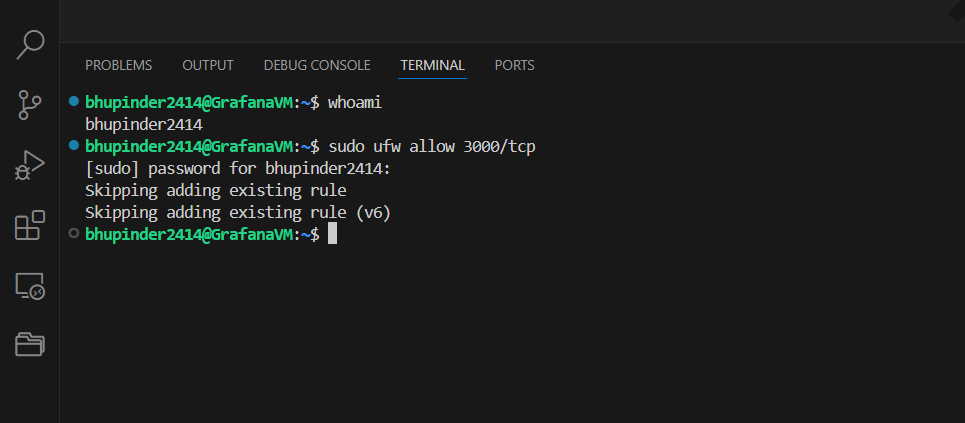 PROBLEMS OUTPUT DEBUG CONSOLE TERMINAL PORTS
bhupinder2414@GrafanaVM:~$ whoami
bhupinder2414
bhupinder2414@GrafanaVM:~$ sudo ufw allow 3000/tcp
[sudo] password for bhupinder2414:
Skipping adding existing rule
Skipping adding existing rule (v6)
bhupinder2414@GrafanaVM:~$